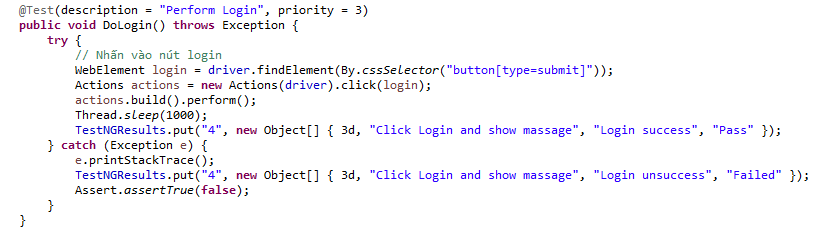 @Test(description = "Perform Login", priority = 3)
public void DoLogin() throws Exception {
    try {
        // Nhấn vào nút login
        WebElement login = driver.findElement(By.cssSelector("button[type=submit]"));
        Actions actions = new Actions(driver).click(login);
        actions.build().perform();
        Thread.sleep(1000);
        TestNGResults.put("4", new Object[] { 3d, "Click Login and show massage", "Login success", "Pass" });
    } catch (Exception e) {
        e.printStackTrace();
        TestNGResults.put("4", new Object[] { 3d, "Click Login and show massage", "Login unsuccess", "Failed" });
        Assert.assertTrue(false);
    }
}